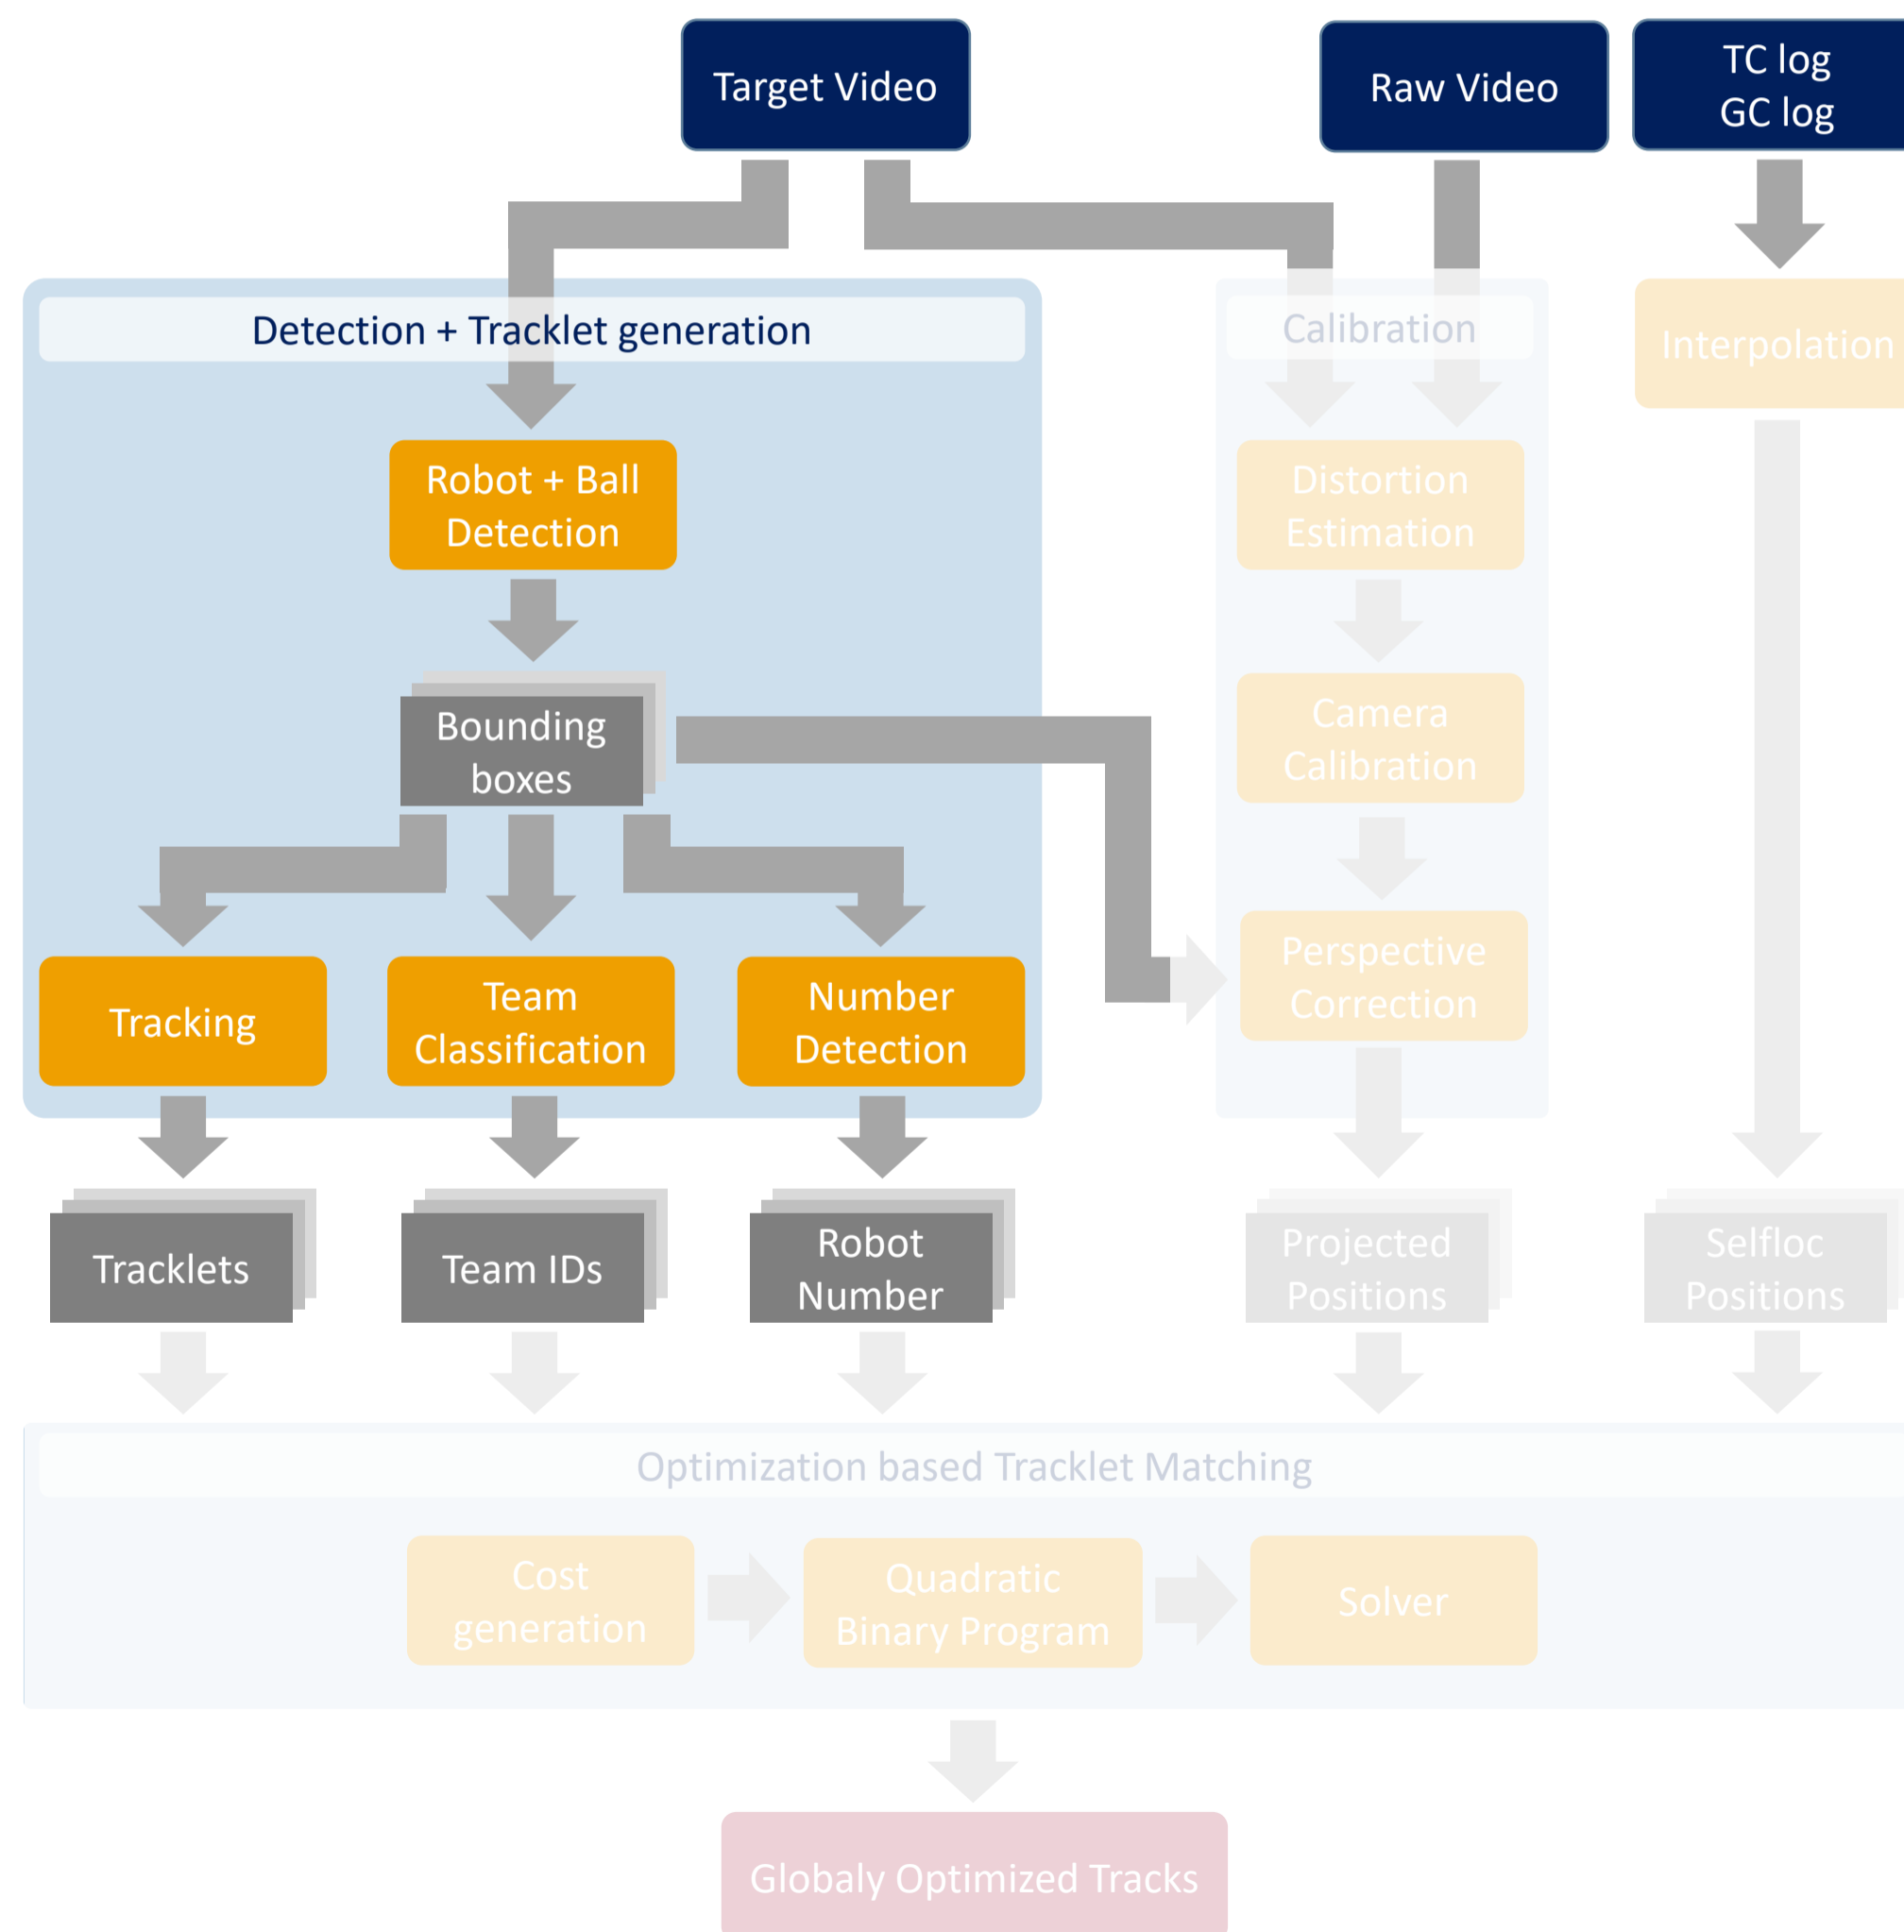 Target Video
Raw Video
TC log
GC log
Detection + Tracklet generation
Calibration
Interpolation
Robot + Ball
Detection
Distortion
Estimation
Bounding
boxes
Camera
Calibration
Tracking
Team
Classification
Number
Detection
Perspective
Correction
Tracklets
Team IDs
Robot
Number
Projected
Positions
Selfloc
Positions
Optimization based Tracklet Matching
Cost
generation
Quadratic
Binary Program
Solver
Globaly Optimized Tracks